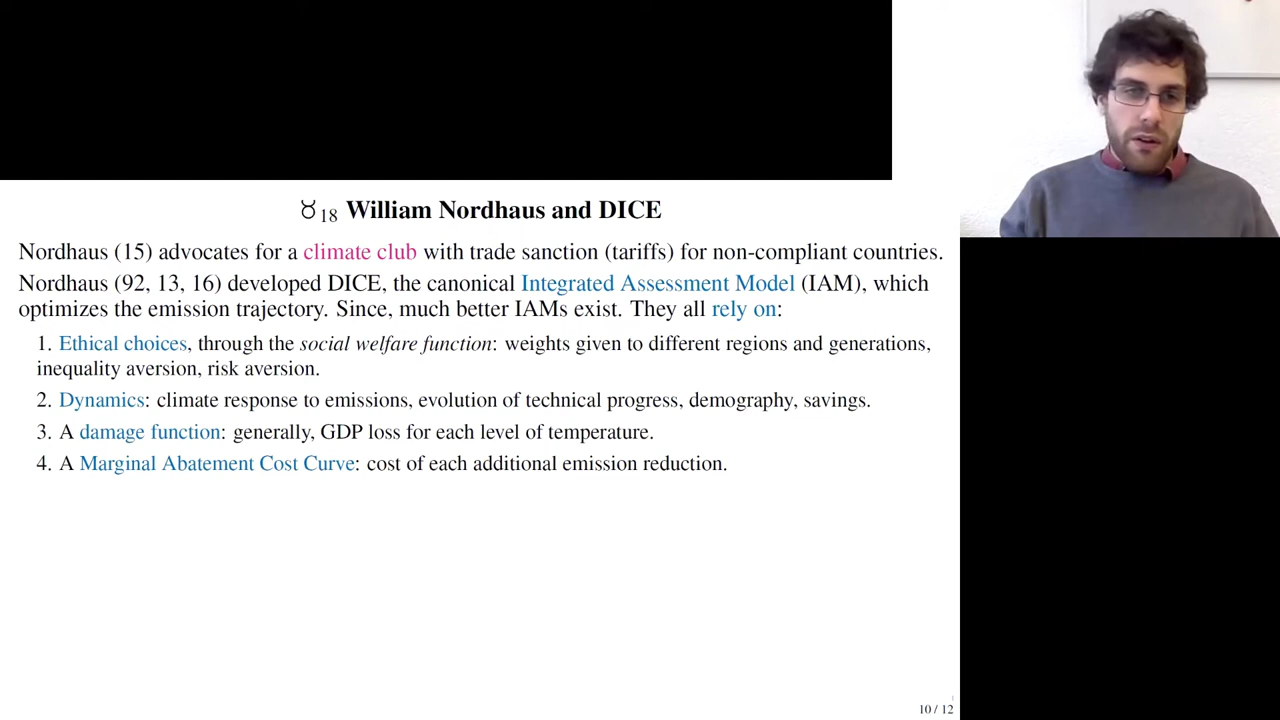 ♉18 William Nordhaus and DICE
Nordhaus (15) advocates for a climate club with trade sanction (tariffs) for non-compliant countries.
Nordhaus (92, 13, 16) developed DICE, the canonical Integrated Assessment Model (IAM), which
optimizes the emission trajectory. Since, much better IAMs exist. They all rely on:
1. Ethical choices, through the social welfare function: weights given to different regions and generations,
inequality aversion, risk aversion.
2. Dynamics: climate response to emissions, evolution of technical progress, demography, savings.
3. A damage function: generally, GDP loss for each level of temperature.
4. A Marginal Abatement Cost Curve: cost of each additional emission reduction.
10 / 12